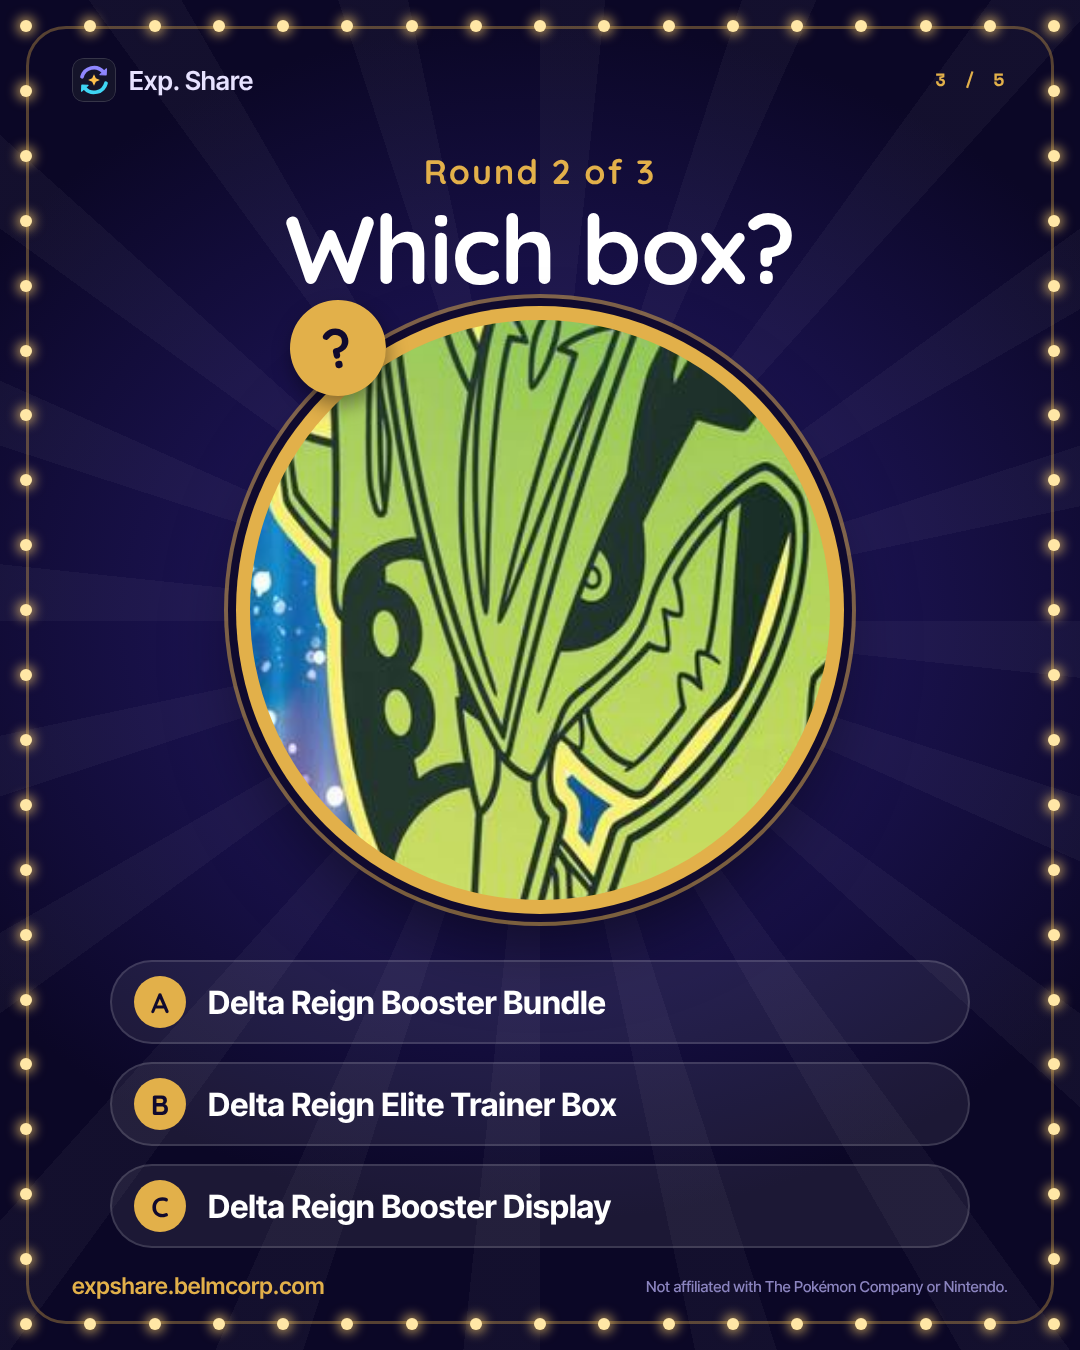 Exp. Share
3 / 5
Round 2 of 3
Which box?
?
A Delta Reign Booster Bundle
B Delta Reign Elite Trainer Box
C Delta Reign Booster Display
expshare.belmcorp.com
Not affiliated with The Pokémon Company or Nintendo.